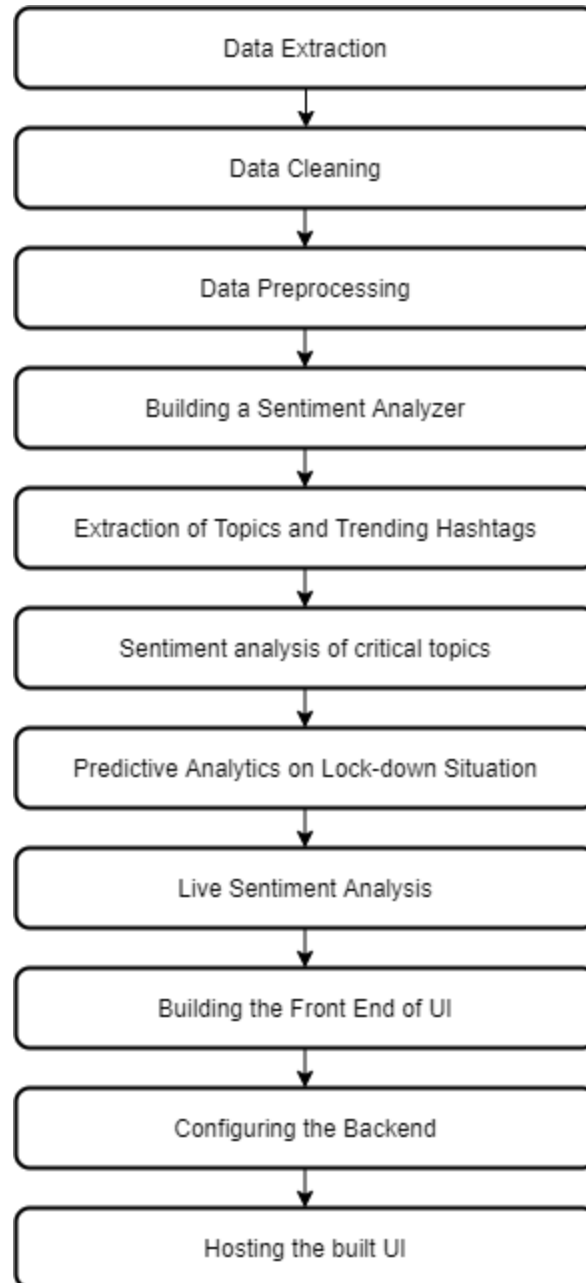 Data Extraction
Data Cleaning
Data Preprocessing
Building a Sentiment Analyzer
Extraction of Topics and Trending Hashtags
Sentiment analysis of critical topics
Predictive Analytics on Lock-down Situation
Live Sentiment Analysis
Building the Front End of UI
Configuring the Backend
Hosting the built UI